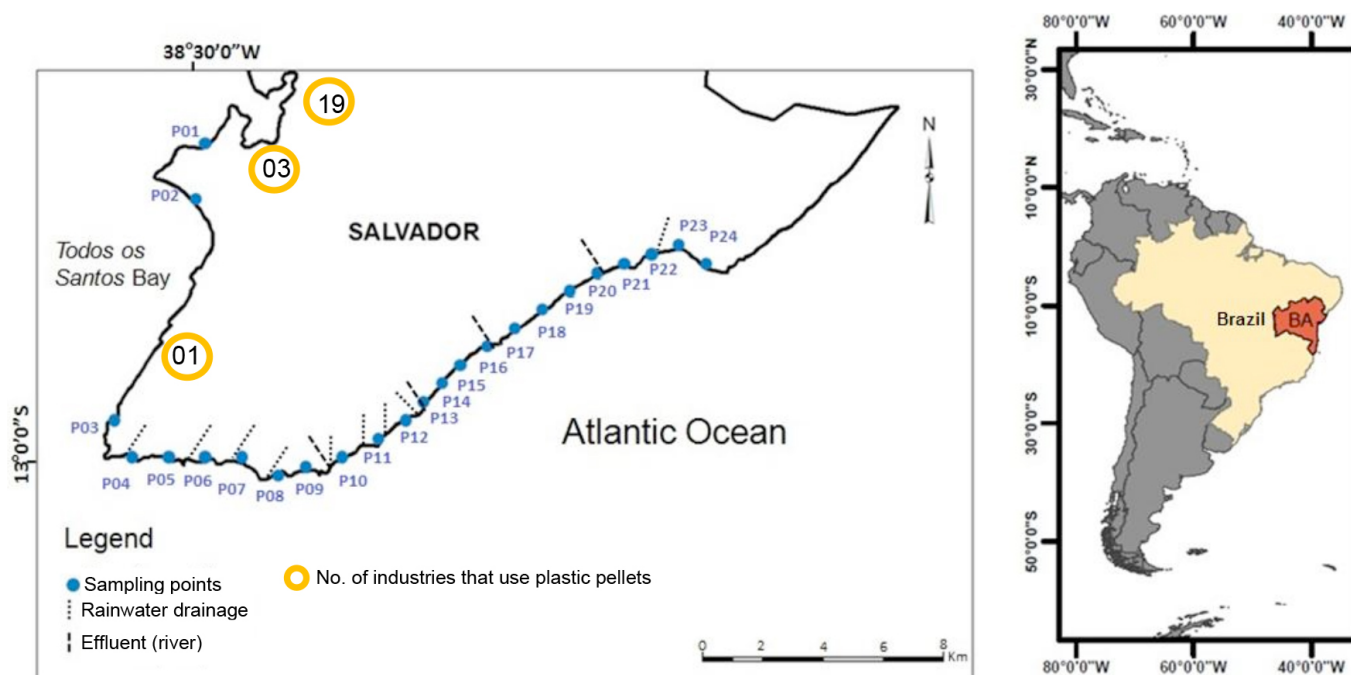 38°30'0"W
19
P01
03
P02
N
SALVADOR
Todos os
Santos Bay
P23
P24
P22
P21
P20
P19
P18
P17
P16
01
P15
P14
P13
P12
P03
P11
Atlantic Ocean
13°0'0"S
P04
P05
P06
P07
P08
P09
P10
Legend
Sampling points
No. of industries that use plastic pellets
Rainwater drainage
Effluent (river)
0 2 4 6 8
Km
80°0'0"W 60°0'0"W 40°0'0"W
30°0'0"N
10°0'0"N
10°0'0"S
30°0'0"S
50°0'0"S
Brazil
BA
80°0'0"W 60°0'0"W 40°0'0"W